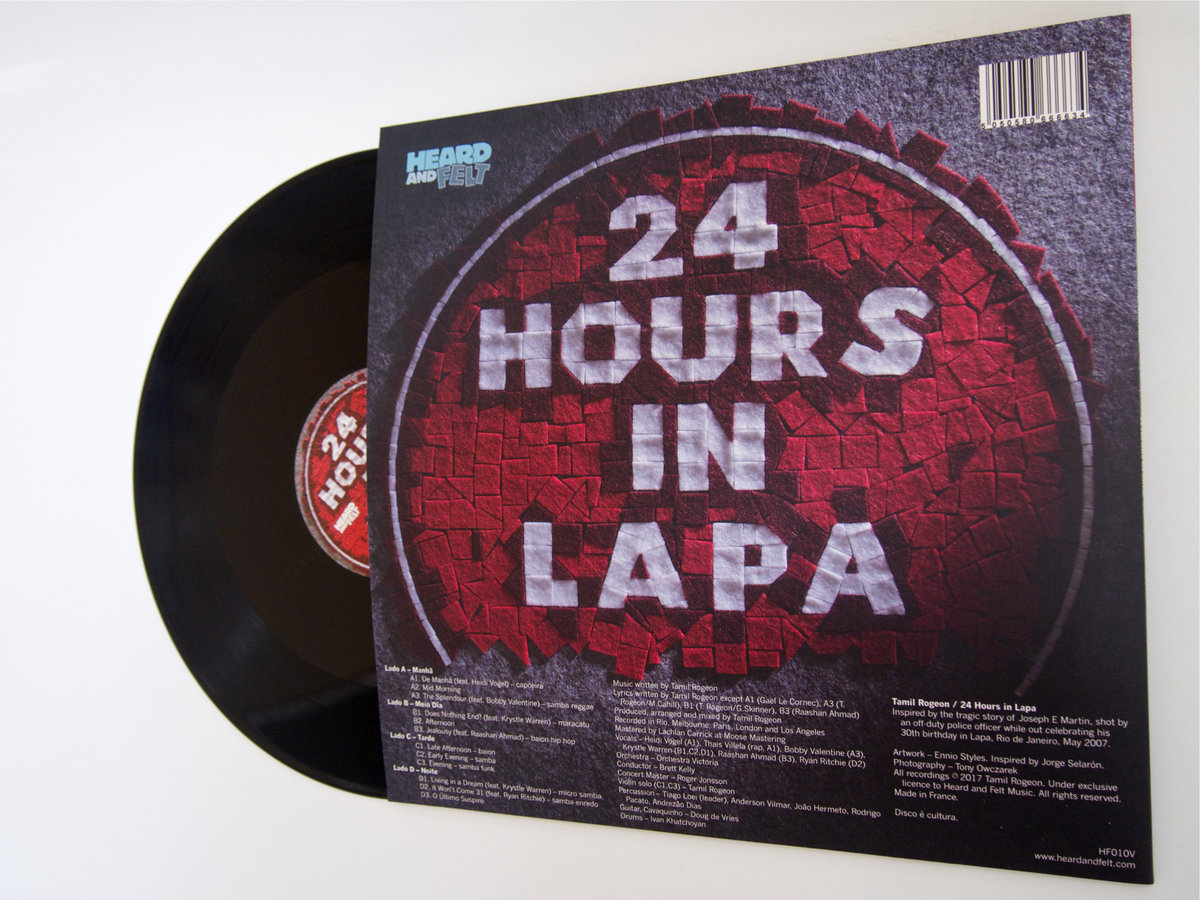 HEARD
AND FELT
5 050580 666634
24
HOURS
IN
LAPA
24
HOU
HEARD
Lado A – Manhã
A1. De Manhã (feat. Heidi Vogel) – capoeira
A2. Mid Morning
A3. The Splendour (feat. Bobby Valentine) – samba reggae
Lado B – Meio Dia
B1. Does Nothing End? (feat. Krystle Warren) – maracatu
B2. Afternoon
B3. Jealousy (feat. Raashan Ahmad) – baion hip hop
Lado C – Tarde
C1. Late Afternoon – baion
C2. Early Evening – samba
C3. Evening – samba funk
Lado D – Noite
D1. Living in a Dream (feat. Krystle Warren) – micro samba
D2. It Won't Come 31 (feat. Ryan Ritchie) – samba-enredo
D3. O Último Suspiro
Music written by Tamil Rogeon
Lyrics written by Tamil Rogeon except A1 (Gael Le Cornec), A3 (T.
Rogeon/M.Cahill), B1 (T. Rogeon/G.Skinner), B3 (Raashan Ahmad)
Produced, arranged and mixed by Tamil Rogeon
Recorded in Rio, Melbourne, Paris, London and Los Angeles
Mastered by Lachlan Carrick at Moose Mastering
Vocals – Heidi Vogel (A1), Thais Villela (rap, A1), Bobby Valentine (A3),
Krystle Warren (B1,C2,D1), Raashan Ahmad (B3), Ryan Ritchie (D2)
Orchestra – Orchestra Victoria
Conductor – Brett Kelly
Concert Master – Roger Jonsson
Violin solo (C1,C3) – Tamil Rogeon
Percussion – Tiago Loei (leader), Anderson Vilmar, João Hermeto, Rodrigo
Pacato, Andrezão Dias
Guitar, Cavaquinho – Doug de Vries
Drums – Ivan Khatchoyan
Tamil Rogeon / 24 Hours in Lapa
Inspired by the tragic story of Joseph E Martin, shot by
an off-duty police officer while out celebrating his
30th birthday in Lapa, Rio de Janeiro, May 2007.
Artwork – Ennio Styles. Inspired by Jorge Selarón.
Photography – Tony Owczarek
All recordings © 2017 Tamil Rogeon. Under exclusive
licence to Heard and Felt Music. All rights reserved.
Made in France.
Disco é cultura.
HF010V
www.heardandfelt.com